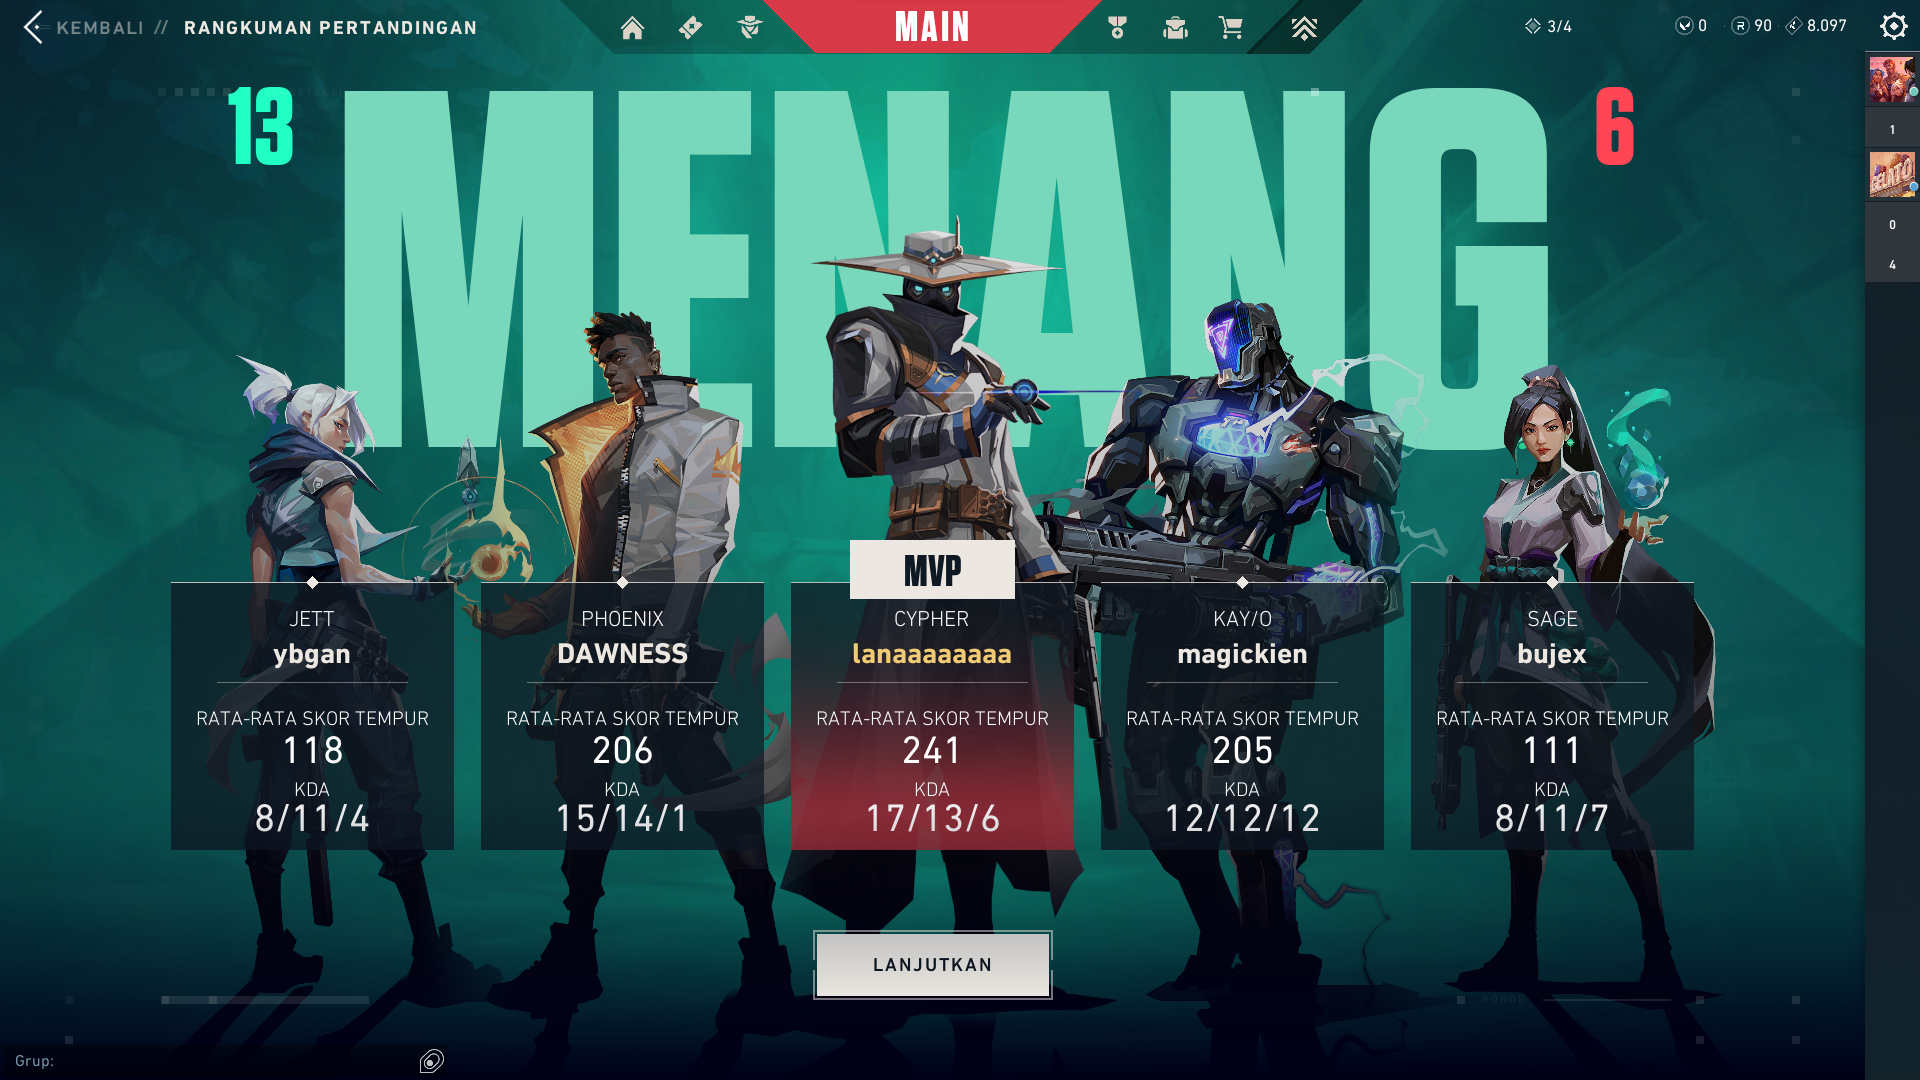 KEMBALI // RANGKUMAN PERTANDINGAN
MAIN
3/4
0
90
8.097
13
MENANG
6
1
GELATO
0
4
MVP
JETT
ybgan
RATA-RATA SKOR TEMPUR
118
KDA
8/11/4
PHOENIX
DAWNESS
RATA-RATA SKOR TEMPUR
206
KDA
15/14/1
CYPHER
lanaaaaaaaa
RATA-RATA SKOR TEMPUR
241
KDA
17/13/6
KAY/O
magickien
RATA-RATA SKOR TEMPUR
205
KDA
12/12/12
SAGE
bujex
RATA-RATA SKOR TEMPUR
111
KDA
8/11/7
LANJUTKAN
Grup: